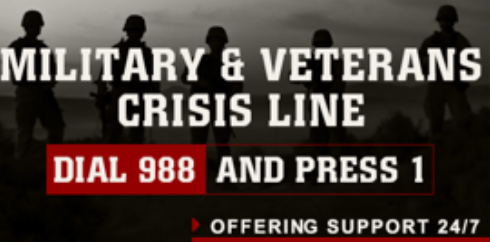 MILITARY & VETERANS
CRISIS LINE
DIAL 988 AND PRESS 1
OFFERING SUPPORT 24/7